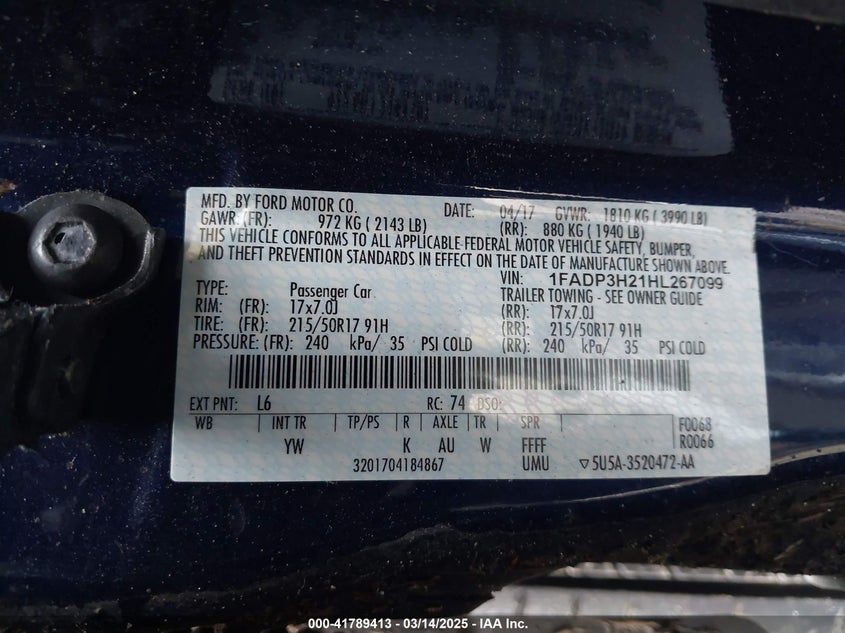 MFD. BY FORD MOTOR CO. DATE: 04/17 GVWR: 1810 KG ( 3990 LB)
GAWR: (FR): 972 KG ( 2143 LB) (RR): 880 KG ( 1940 LB)
THIS VEHICLE CONFORMS TO ALL APPLICABLE FEDERAL MOTOR VEHICLE SAFETY, BUMPER,
AND THEFT PREVENTION STANDARDS IN EFFECT ON THE DATE OF MANUFACTURE SHOWN ABOVE.
VIN: 1FADP3H21HL267099
TYPE: Passenger Car TRAILER TOWING - SEE OWNER GUIDE
RIM: (FR): 17x7.0J (RR): 17x7.0J
TIRE: (FR): 215/50R17 91H (RR): 215/50R17 91H
PRESSURE: (FR): 240 kPa/ 35 PSI COLD (RR): 240 kPa/ 35 PSI COLD
EXT PNT: L6 RC: 74 DSO:
WB INT TR TP/PS R AXLE TR SPR F0068
YW K AU W FFFF R0066
3201704184867 UMU ▽5U5A-3520472-AA
000-41789413 - 03/14/2025 - IAA Inc.